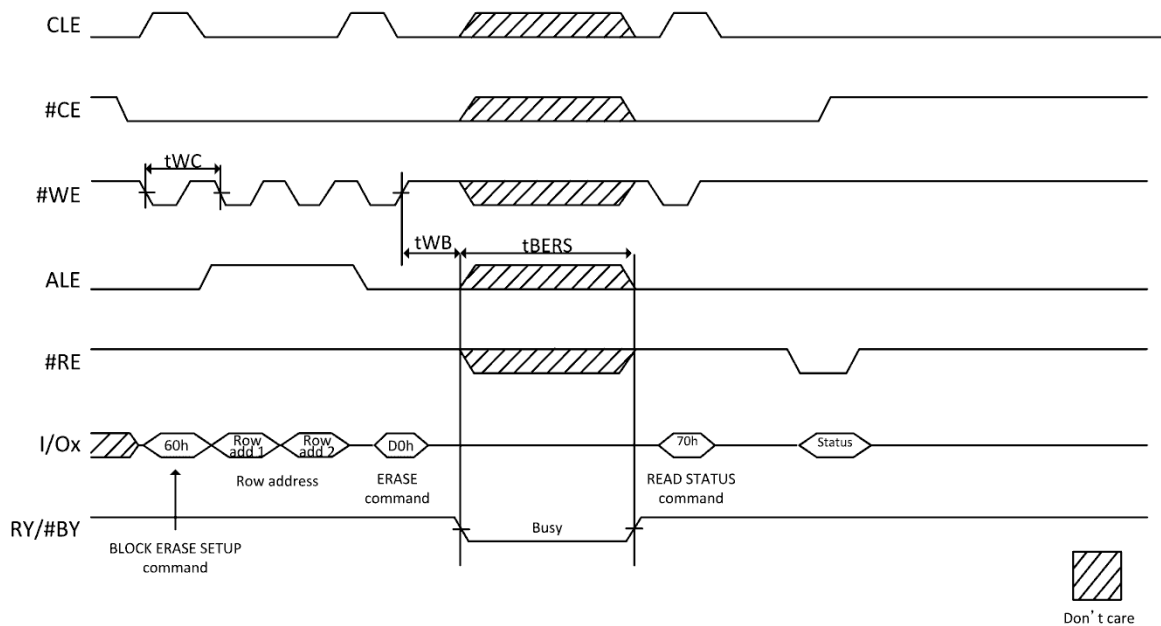 CLE
#CE
tWC
#WE
tWB
tBERS
ALE
#RE
I/Ox
60h
Row
add 1
Row
add 2
D0h
70h
Status
Row address
ERASE
command
READ STATUS
command
RY/#BY
Busy
BLOCK ERASE SETUP
command
Don't care